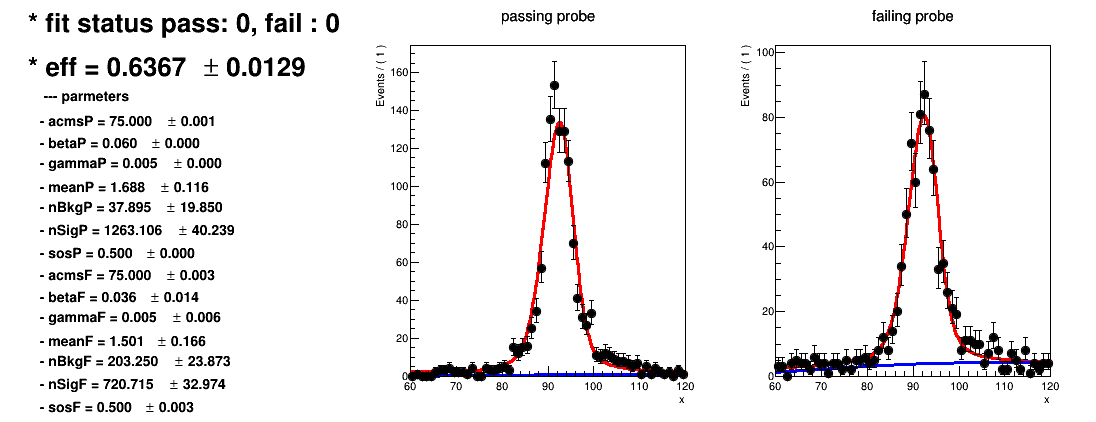 * fit status pass: 0, fail : 0
* eff = 0.6367 ± 0.0129
--- parmeters
- acmsP = 75.000 ± 0.001
- betaP = 0.060 ± 0.000
- gammaP = 0.005 ± 0.000
- meanP = 1.688 ± 0.116
- nBkgP = 37.895 ± 19.850
- nSigP = 1263.106 ± 40.239
- sosP = 0.500 ± 0.000
- acmsF = 75.000 ± 0.003
- betaF = 0.036 ± 0.014
- gammaF = 0.005 ± 0.006
- meanF = 1.501 ± 0.166
- nBkgF = 203.250 ± 23.873
- nSigF = 720.715 ± 32.974
- sosF = 0.500 ± 0.003
passing probe
Events / ( 1 )
160
140
120
100
80
60
40
20
0
60 70 80 90 100 110 120
x
failing probe
Events / ( 1 )
100
80
60
40
20
0
60 70 80 90 100 110 120
x